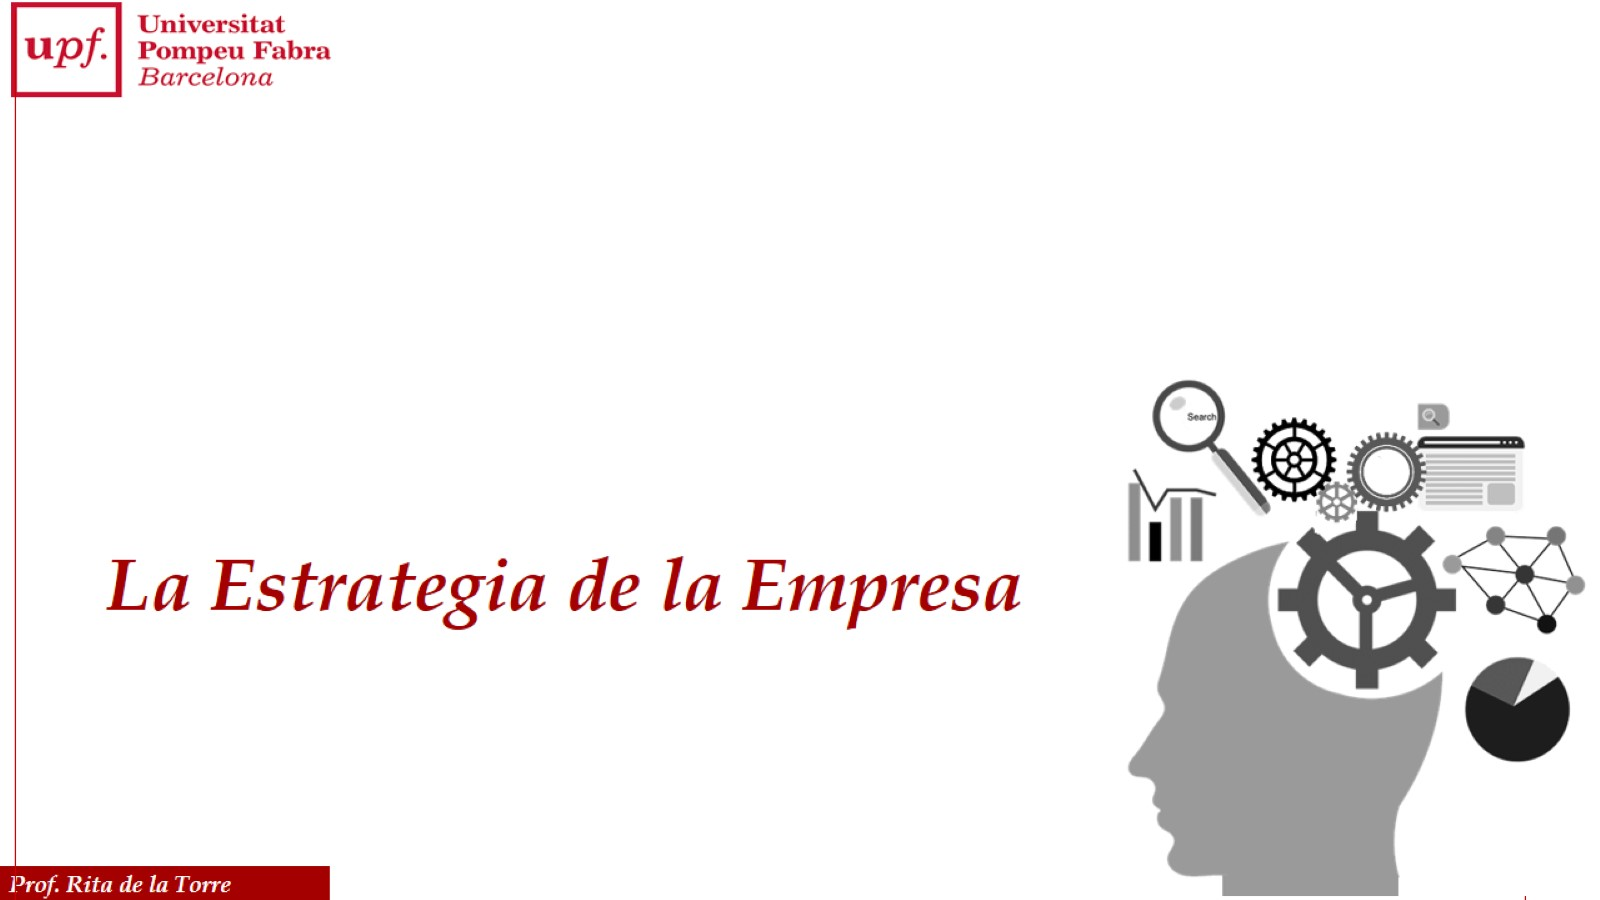 upf.
Universitat
Pompeu Fabra
Barcelona
Search
La Estrategia de la Empresa
Prof. Rita de la Torre